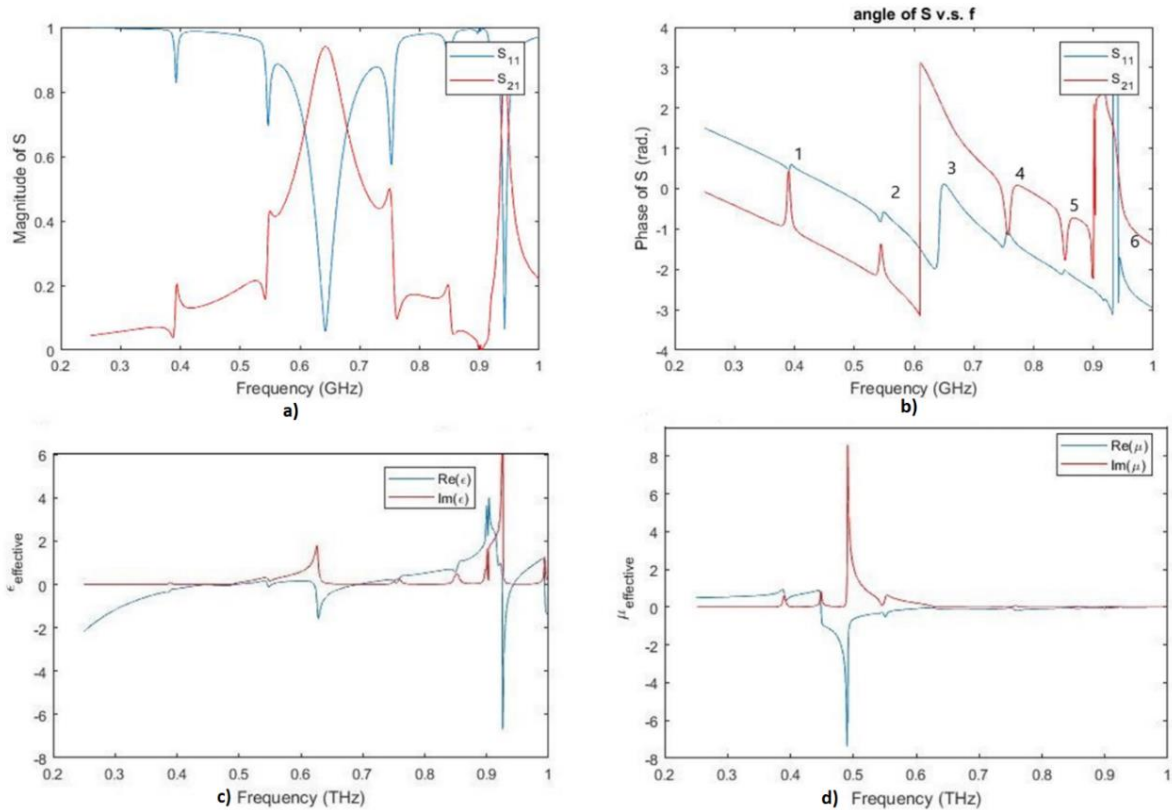 1
0.8
0.6
0.4
0.2
0
Magnitude of S
S11
S21
0.2 0.3 0.4 0.5 0.6 0.7 0.8 0.9 1
Frequency (GHz)
a)
angle of S v.s. f
4
3
2
1
0
-1
-2
-3
-4
Phase of S (rad.)
S11
S21
1
2
3
4
5
6
0.2 0.3 0.4 0.5 0.6 0.7 0.8 0.9 1
Frequency (GHz)
b)
6
4
2
0
-2
-4
-6
-8
ϵ effective
Re(ϵ)
Im(ϵ)
0.2 0.3 0.4 0.5 0.6 0.7 0.8 0.9 1
c) Frequency (THz)
8
6
4
2
0
-2
-4
-6
-8
μ effective
Re(μ)
Im(μ)
0.2 0.3 0.4 0.5 0.6 0.7 0.8 0.9 1
d) Frequency (THz)